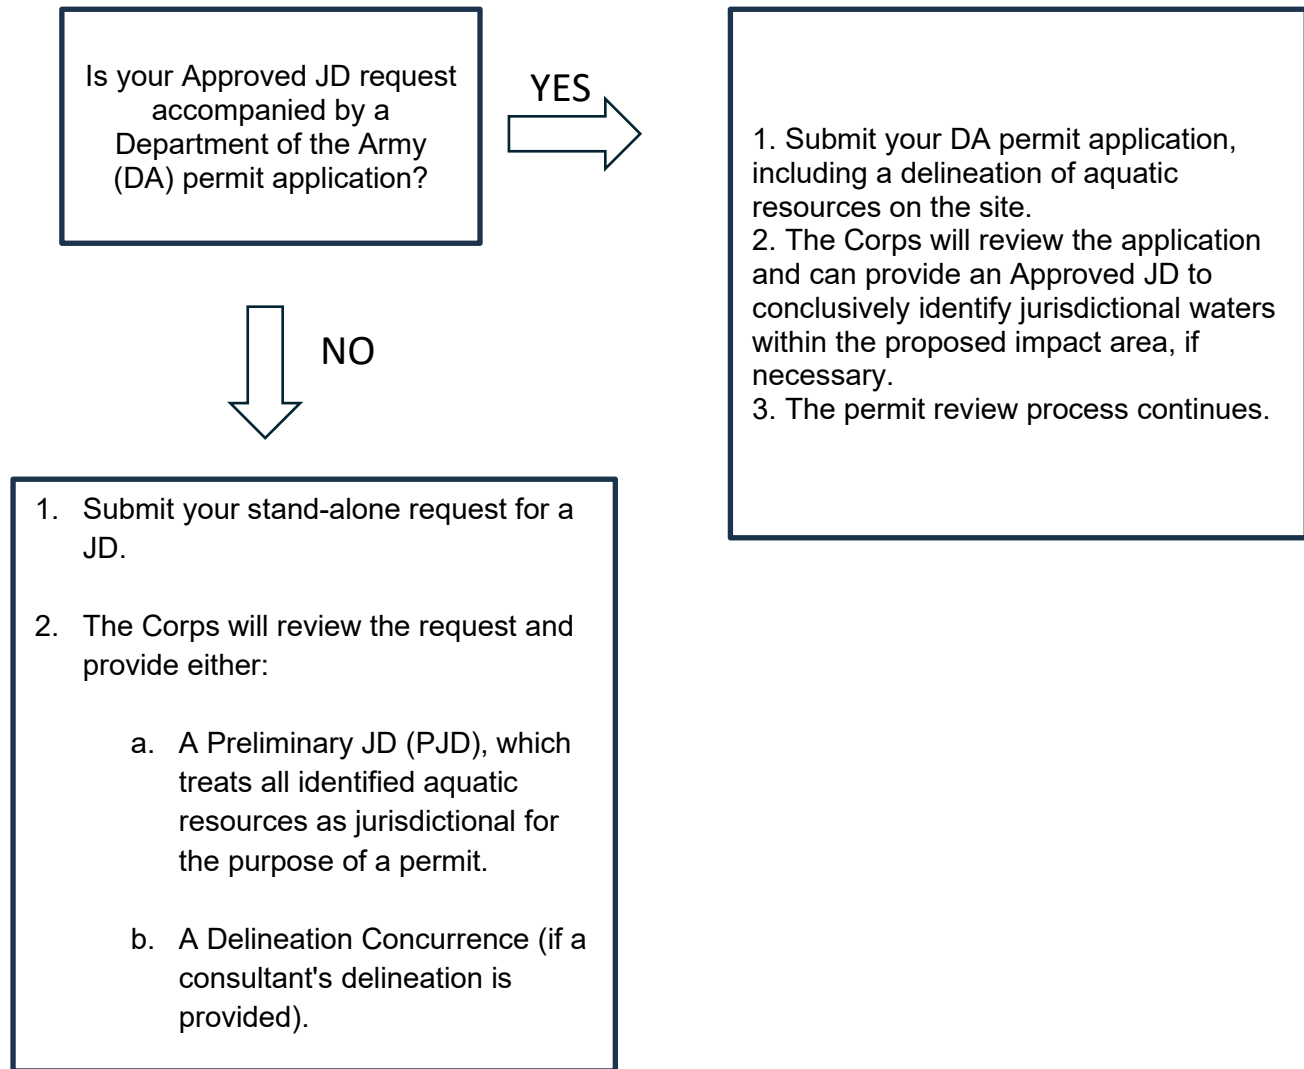 Is your Approved JD request
accompanied by a
Department of the Army
(DA) permit application?
YES
1. Submit your DA permit application,
including a delineation of aquatic
resources on the site.
2. The Corps will review the application
and can provide an Approved JD to
conclusively identify jurisdictional waters
within the proposed impact area, if
necessary.
3. The permit review process continues.
NO
1. Submit your stand-alone request for a
JD.
2. The Corps will review the request and
provide either:
a. A Preliminary JD (PJD), which
treats all identified aquatic
resources as jurisdictional for
the purpose of a permit.
b. A Delineation Concurrence (if a
consultant's delineation is
provided).